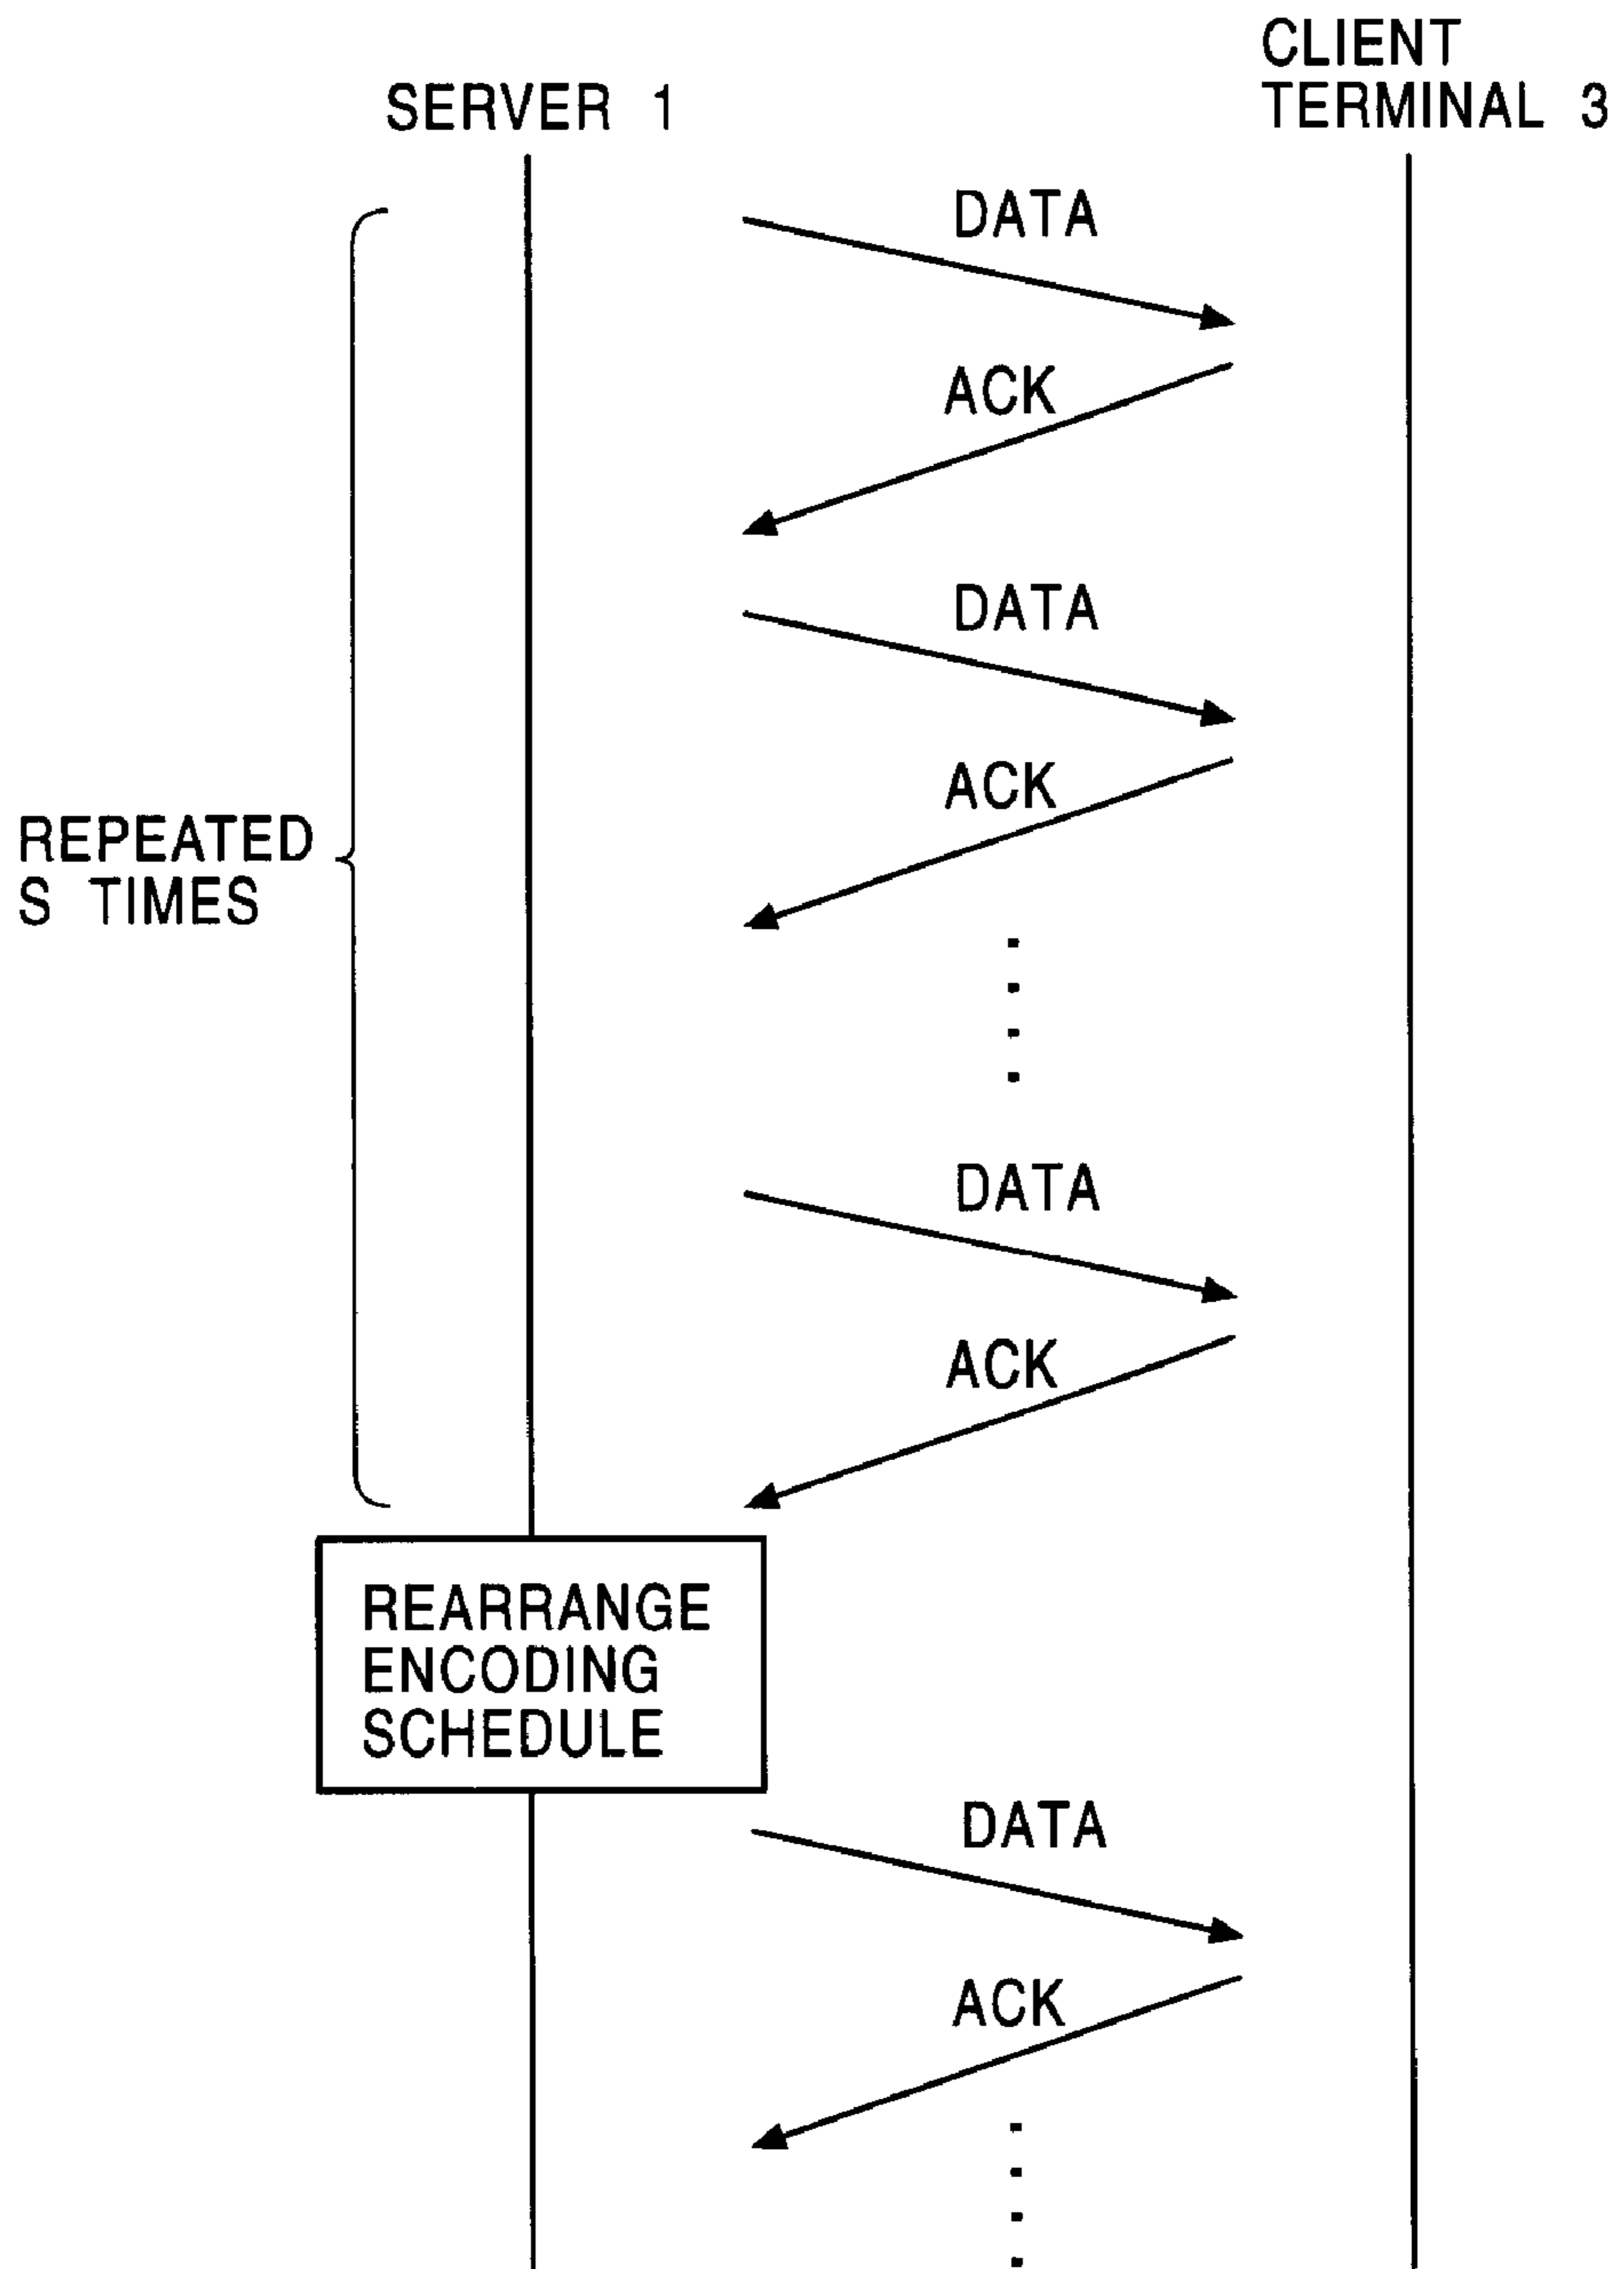 CLIENT
TERMINAL 3
SERVER 1
DATA
ACK
DATA
ACK
REPEATED
S TIMES
DATA
ACK
REARRANGE
ENCODING
SCHEDULE
DATA
ACK